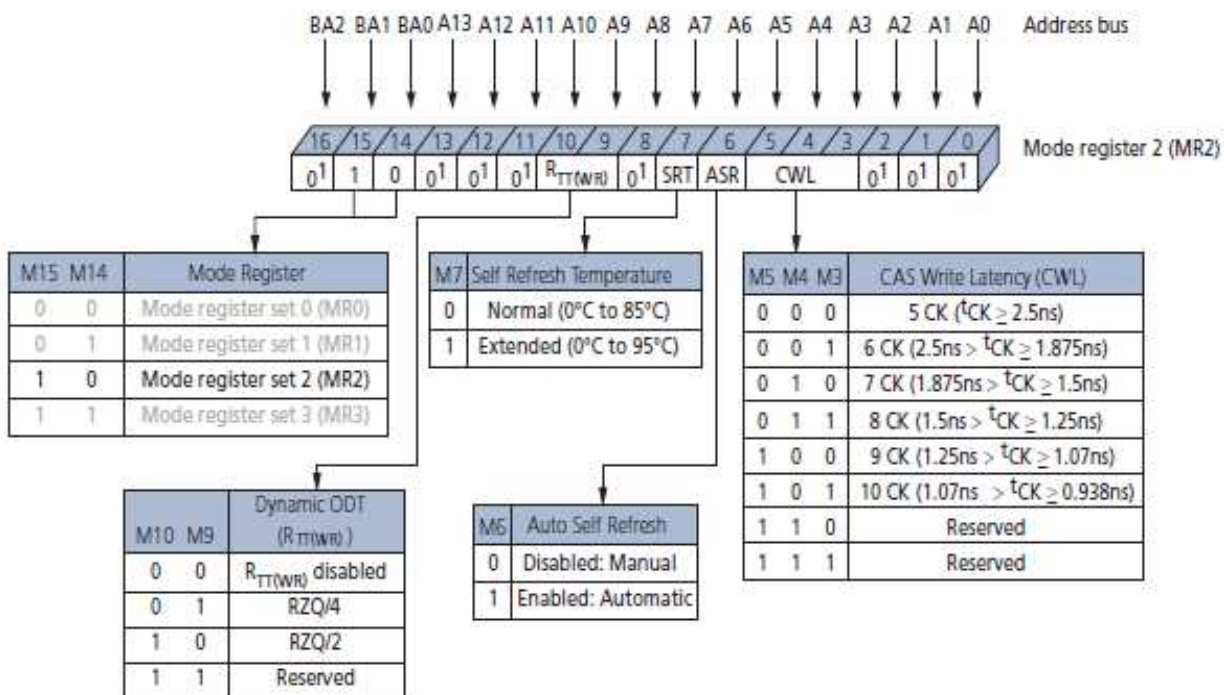 BA2 BA1 BA0 A13 A12 A11 A10 A9 A8 A7 A6 A5 A4 A3 A2 A1 A0 Address bus
16 15 14 13 12 11 10 9 8 7 6 5 4 3 2 1 0 Mode register 2 (MR2)
0¹ 1 0 0¹ 0¹ 0¹ RTT(WR) 0¹ SRT ASR CWL 0¹ 0¹ 0¹
M15 M14 Mode Register
0 0 Mode register set 0 (MR0)
0 1 Mode register set 1 (MR1)
1 0 Mode register set 2 (MR2)
1 1 Mode register set 3 (MR3)
M7 Self Refresh Temperature
0 Normal (0°C to 85°C)
1 Extended (0°C to 95°C)
M5 M4 M3 CAS Write Latency (CWL)
0 0 0 5 CK (tCK ≥ 2.5ns)
0 0 1 6 CK (2.5ns > tCK ≥ 1.875ns)
0 1 0 7 CK (1.875ns > tCK ≥ 1.5ns)
0 1 1 8 CK (1.5ns > tCK ≥ 1.25ns)
1 0 0 9 CK (1.25ns > tCK ≥ 1.07ns)
1 0 1 10 CK (1.07ns > tCK ≥ 0.938ns)
1 1 0 Reserved
1 1 1 Reserved
M10 M9 Dynamic ODT
(RTT(WR) )
0 0 RTT(WR) disabled
0 1 RZQ/4
1 0 RZQ/2
1 1 Reserved
M6 Auto Self Refresh
0 Disabled: Manual
1 Enabled: Automatic